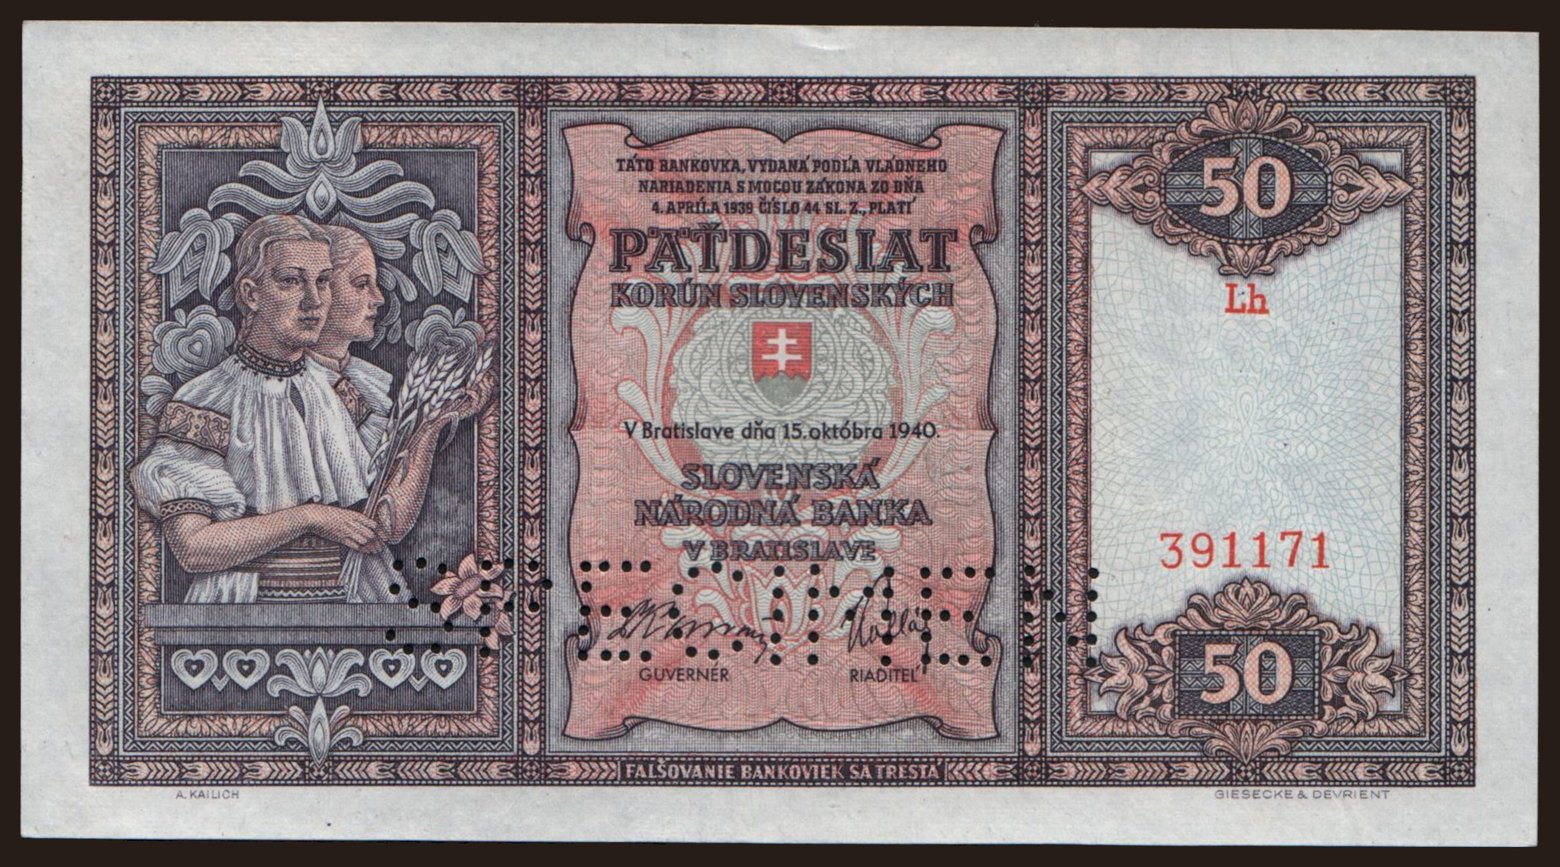 TÁTO BANKOVKA, VYDANÁ PODĽA VLÁDNEHO
NARIADENIA S MOCOU ZÁKONA ZO DŇA
4. APRÍLA 1939 ČÍSLO 44 SL. Z., PLATÍ
PÄŤDESIAT
KORÚN SLOVENSKÝCH
V Bratislave dňa 15. októbra 1940.
SLOVENSKÁ
NÁRODNÁ BANKA
V BRATISLAVE
SPECIMEN
GUVERNÉR
RIADITEĽ
FALŠOVANIE BANKOVIEK SA TRESTÁ
50
Lh
391171
50
A. KAILICH
GIESECKE & DEVRIENT